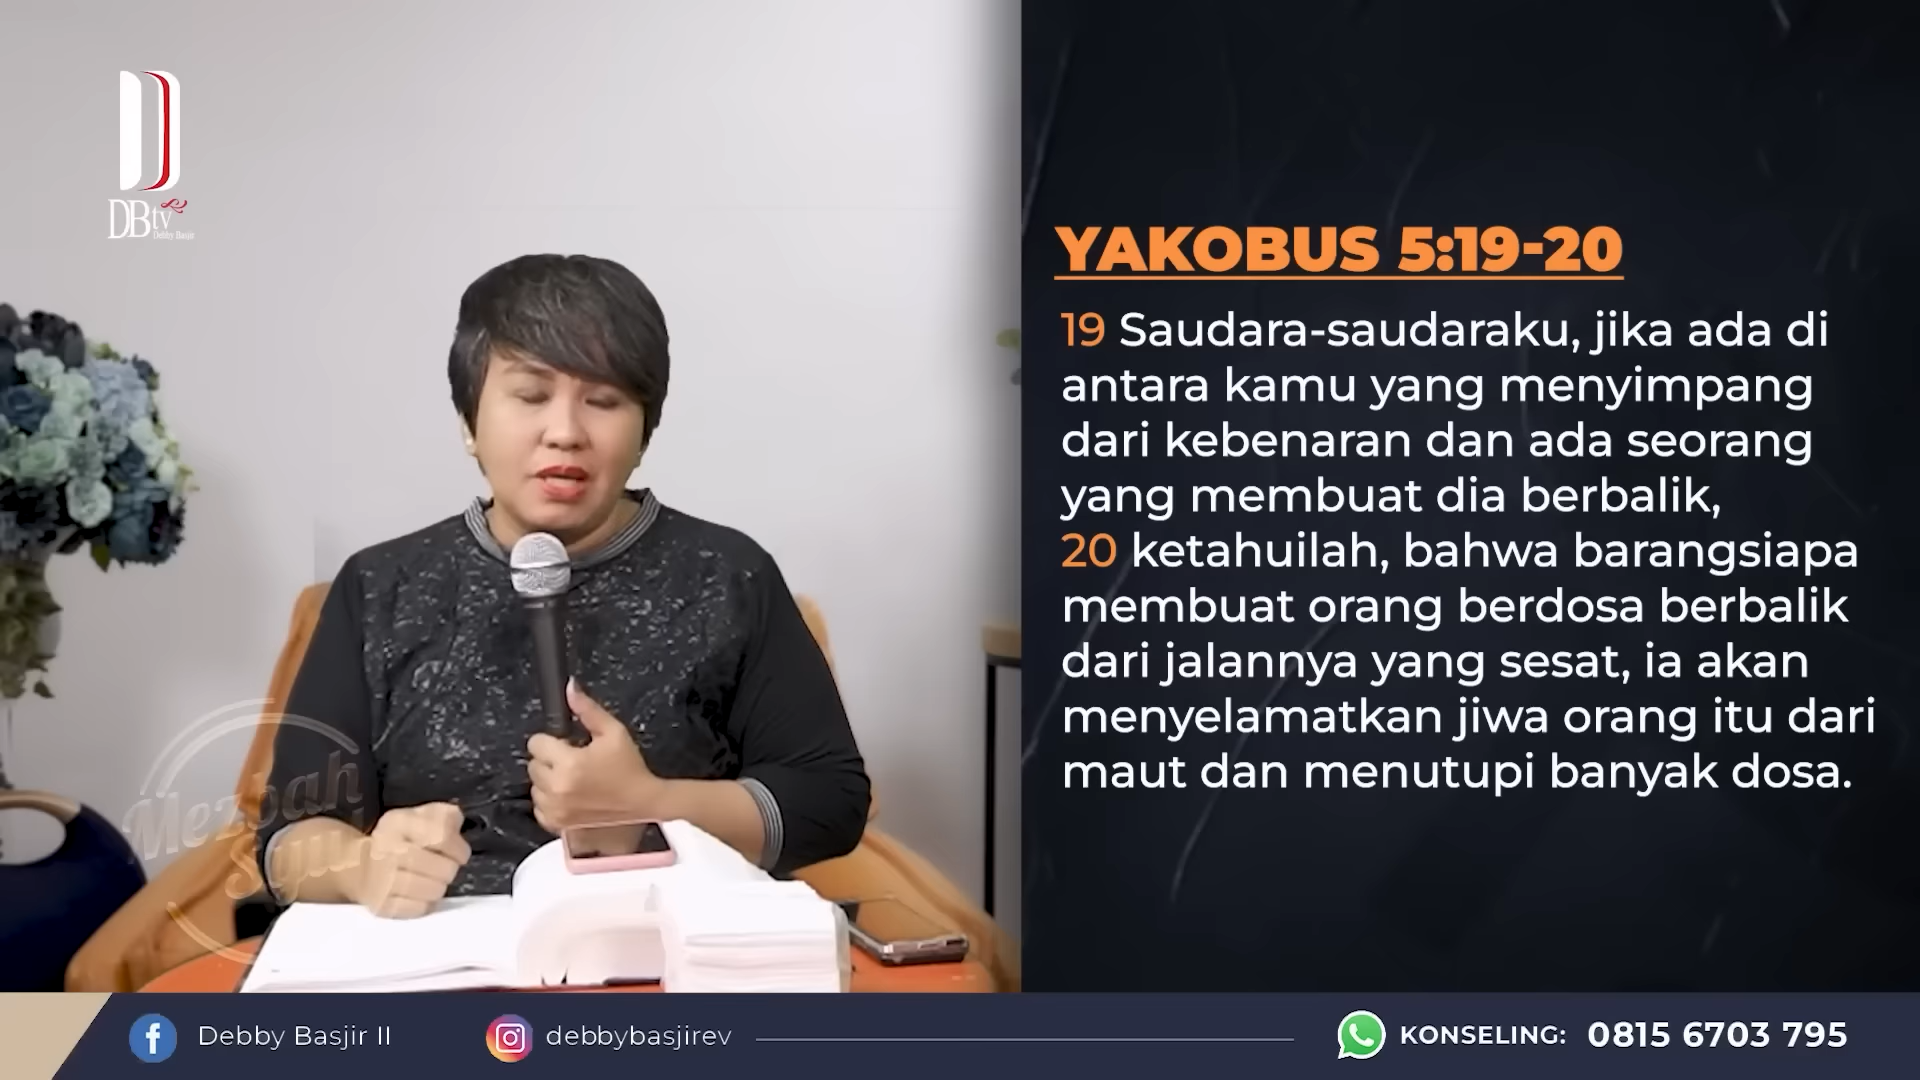 DBtv
Debby Basjir
YAKOBUS 5:19-20
19 Saudara-saudaraku, jika ada di
antara kamu yang menyimpang
dari kebenaran dan ada seorang
yang membuat dia berbalik,
20 ketahuilah, bahwa barangsiapa
membuat orang berdosa berbalik
dari jalannya yang sesat, ia akan
menyelamatkan jiwa orang itu dari
maut dan menutupi banyak dosa.
Mezbah
Debby Basjir II
debbybasjirev
KONSELING: 0815 6703 795